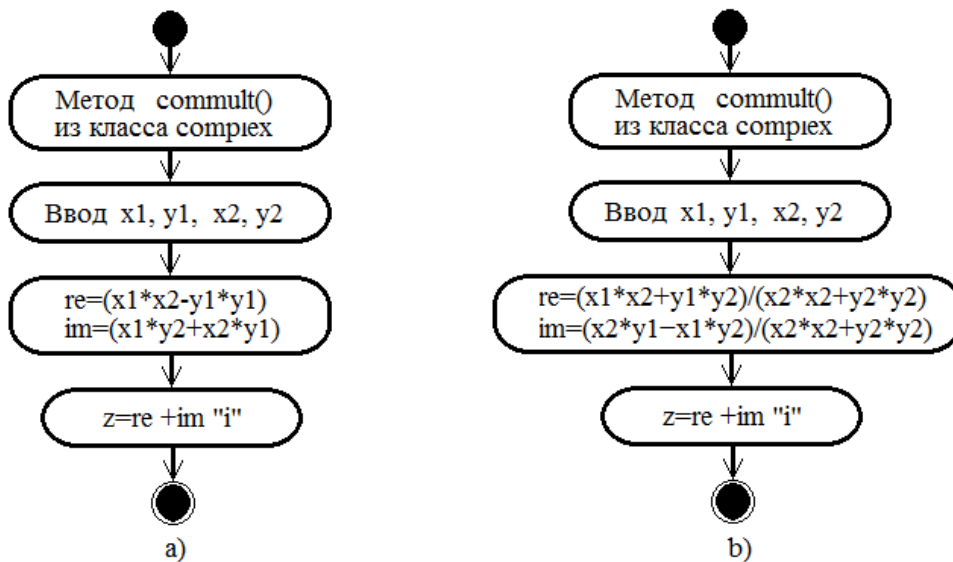 Метод commult()
из класса complex
Ввод x1, y1, x2, y2
re=(x1*x2-y1*y1)
im=(x1*y2+x2*y1)
z=re +im "i"
a)
Метод commult()
из класса complex
Ввод x1, y1, x2, y2
re=(x1*x2+y1*y2)/(x2*x2+y2*y2)
im=(x2*y1−x1*y2)/(x2*x2+y2*y2)
z=re +im "i"
b)